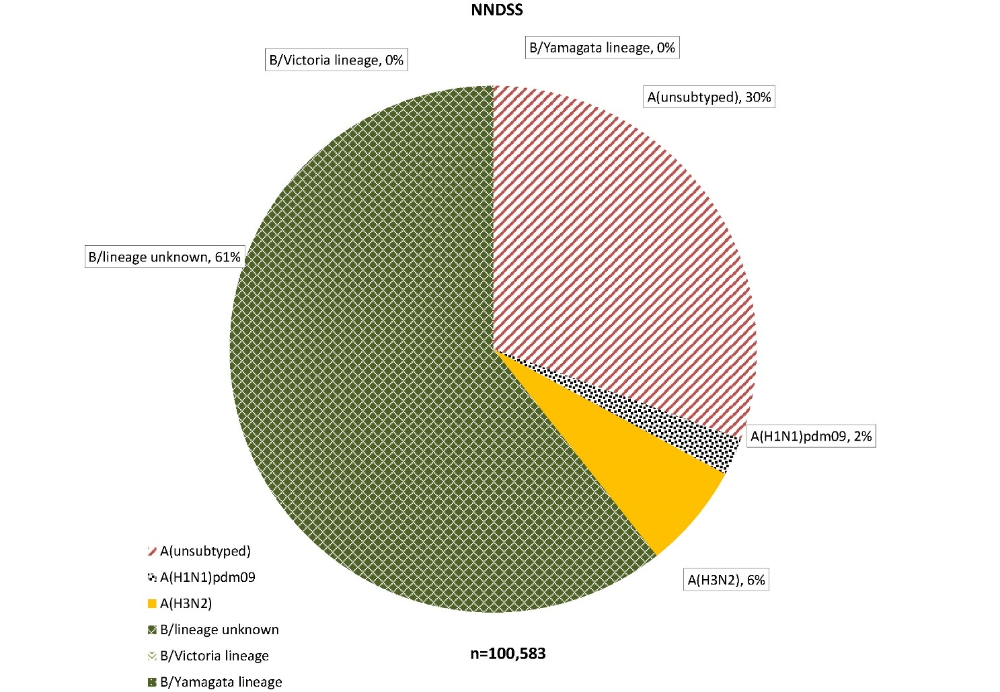 NNDSS
B/Yamagata lineage, 0%
B/Victoria lineage, 0%
A(unsubtyped), 30%
B/lineage unknown, 61%
A(H1N1)pdm09, 2%
A(H3N2), 6%
A(unsubtyped)
A(H1N1)pdm09
A(H3N2)
B/lineage unknown
B/Victoria lineage
B/Yamagata lineage
n=100,583